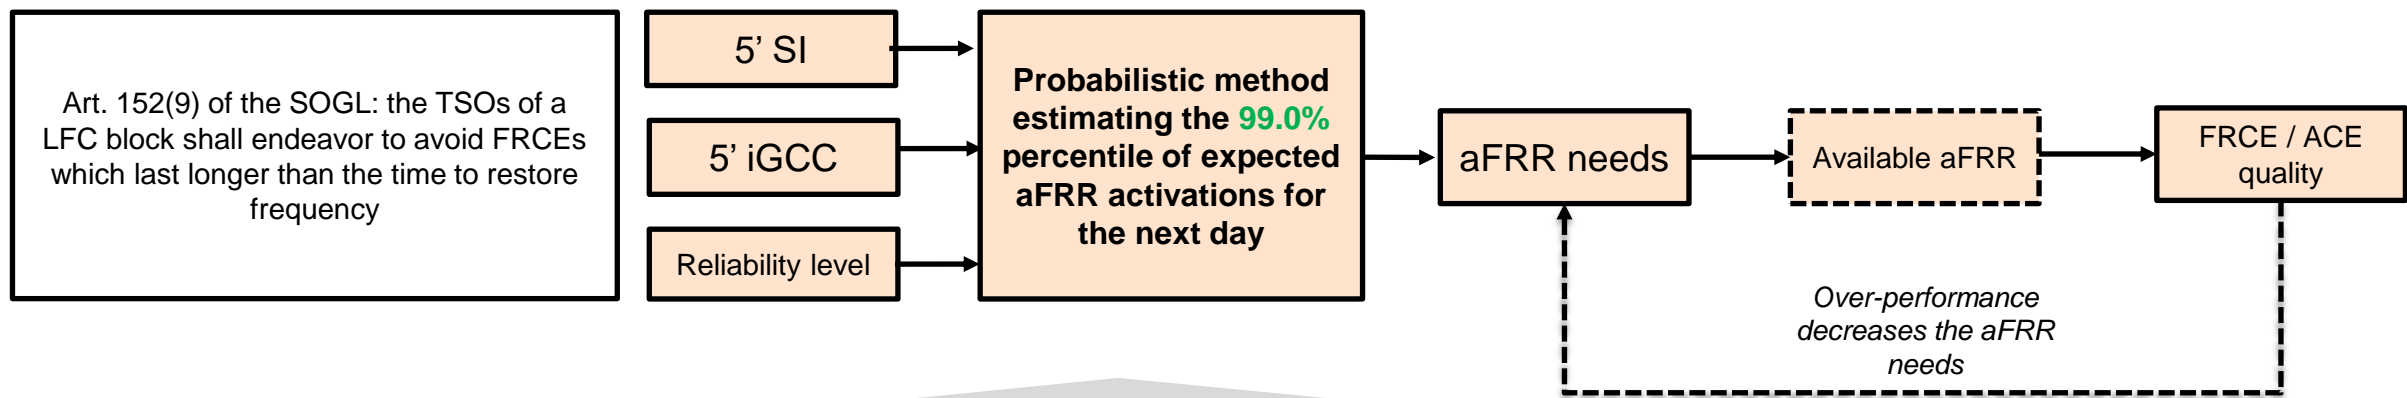 Art. 152(9) of the SOGL: the TSOs of a
LFC block shall endeavor to avoid FRCEs
which last longer than the time to restore
frequency
5’ SI
5’ iGCC
Reliability level
Probabilistic method
estimating the 99.0%
percentile of expected
aFRR activations for
the next day
aFRR needs
Available aFRR
FRCE / ACE
quality
Over-performance
decreases the aFRR
needs